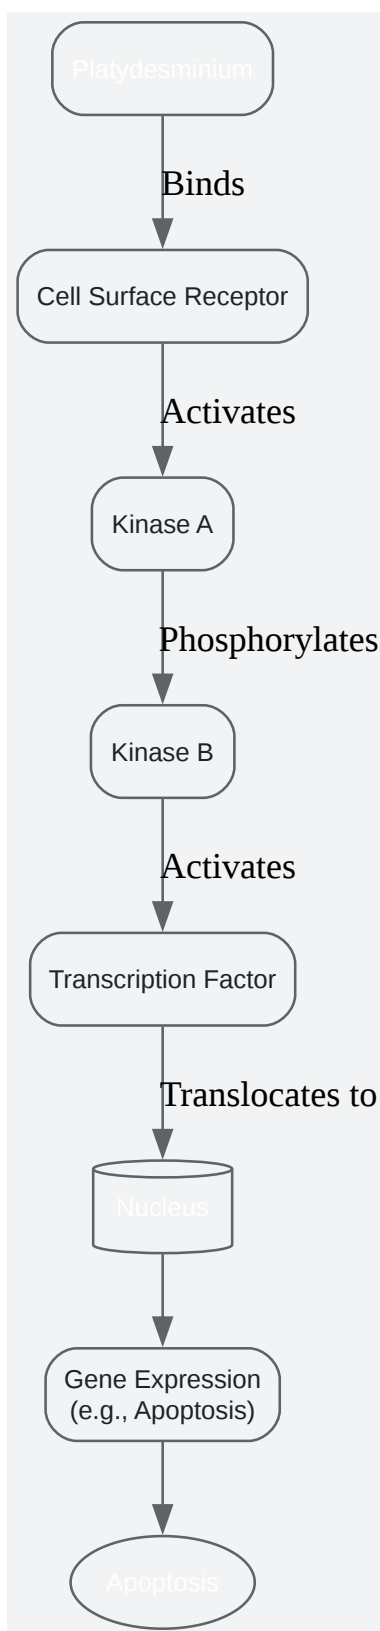 Platydesminium
Binds
Cell Surface Receptor
Activates
Kinase A
Phosphorylates
Kinase B
Activates
Transcription Factor
Translocates to
Nucleus
Gene Expression
(e.g., Apoptosis)
Apoptosis